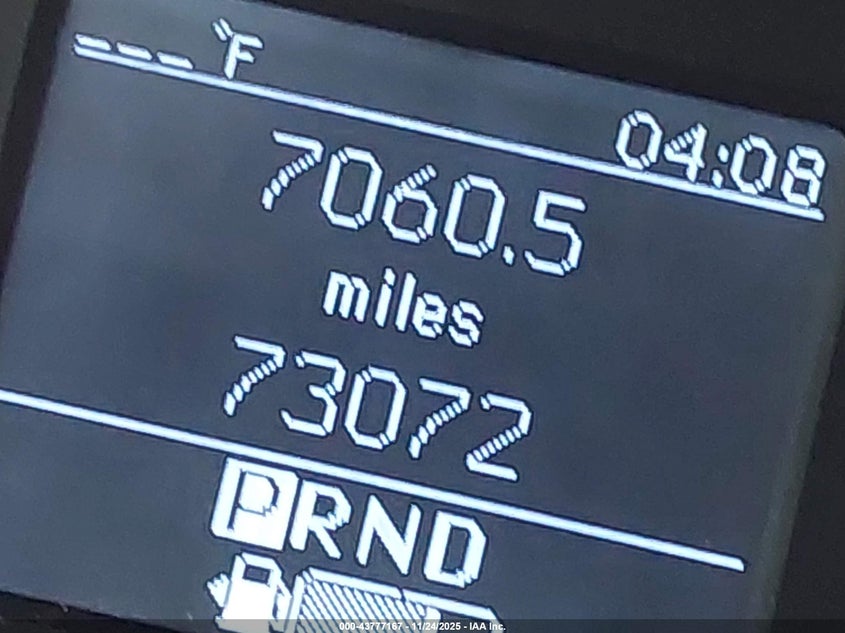 ---°F
04:08
7060.5
miles
73072
PRND
000-43777167 - 11/24/2025 - IAA Inc.